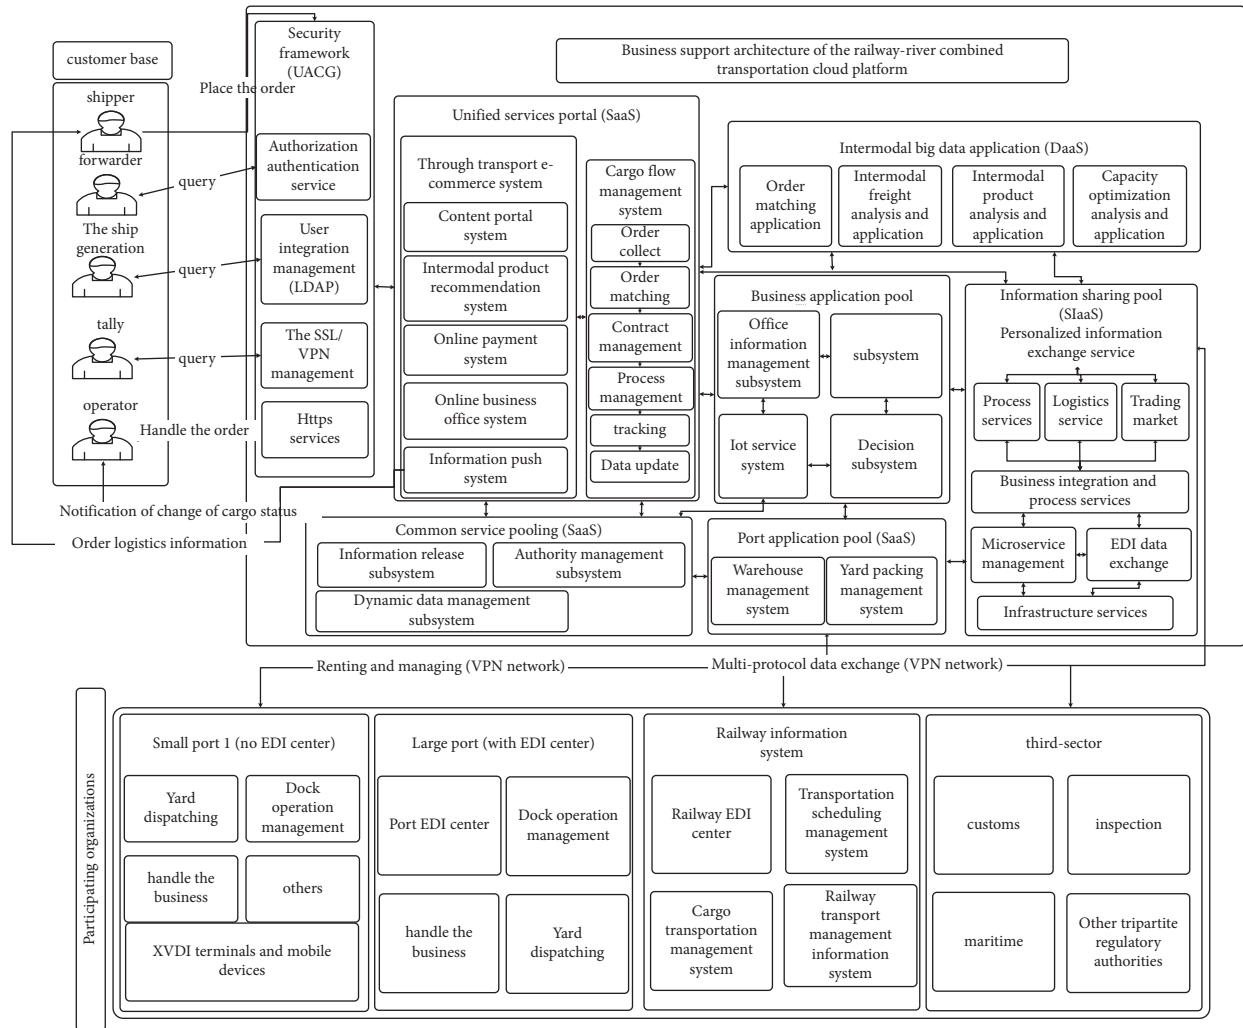 Business support architecture of the railway-river combined
transportation cloud platform
customer base
shipper
forwarder
The ship
generation
tally
operator
Place the order
query
query
query
Handle the order
Notification of change of cargo status
Order logistics information
Security
framework
(UACG)
Authorization
authentication
service
User
integration
management
(LDAP)
The SSL/
VPN
management
Https
services
Unified services portal (SaaS)
Through transport e-
commerce system
Content portal
system
Intermodal product
recommendation
system
Online payment
system
Online business
office system
Information push
system
Cargo flow
management
system
Order
collect
Order
matching
Contract
management
Process
management
tracking
Data update
Intermodal big data application (DaaS)
Order
matching
application
Intermodal
freight
analysis and
application
Intermodal
product
analysis and
application
Capacity
optimization
analysis and
application
Business application pool
Office
information
management
subsystem
subsystem
Iot service
system
Decision
subsystem
Information sharing pool
(SIaaS)
Personalized information
exchange service
Process
services
Logistics
service
Trading
market
Business integration and
process services
Microservice
management
EDI data
exchange
Infrastructure services
Common service pooling (SaaS)
Information release
subsystem
Authority management
subsystem
Dynamic data management
subsystem
Port application pool (SaaS)
Warehouse
management
system
Yard packing
management
system
Renting and managing (VPN network)
Multi-protocol data exchange (VPN network)
Participating organizations
Small port 1 (no EDI center)
Yard
dispatching
Dock
operation
management
handle the
business
others
XVDI terminals and mobile
devices
Large port (with EDI center)
Port EDI center
Dock operation
management
handle the
business
Yard
dispatching
Railway information
system
Railway EDI
center
Transportation
scheduling
management
system
Cargo
transportation
management
system
Railway
transport
management
information
system
third-sector
customs
inspection
maritime
Other tripartite
regulatory
authorities